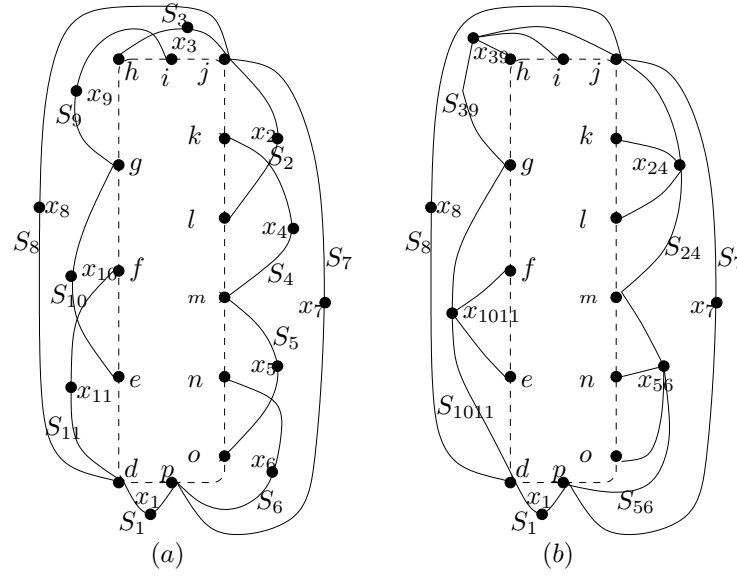 S₃
x₃
h i j
x₉
S₉
k
x₂
S₂
g
l
x₈
x₄
S₈
f
x₁₀
S₁₀
S₄
S₇
m
x₇
S₅
x₅
e
n
x₁₁
S₁₁
o
x₆
d p
x₁
S₆
S₁
(a)
x₃₉
h i j
S₃₉
k
g
x₂₄
l
x₈
S₈
f
S₂₄
S₇
m
x₇
x₁₀₁₁
e
n
x₅₆
S₁₀₁₁
o
d p
x₁
S₅₆
S₁
(b)